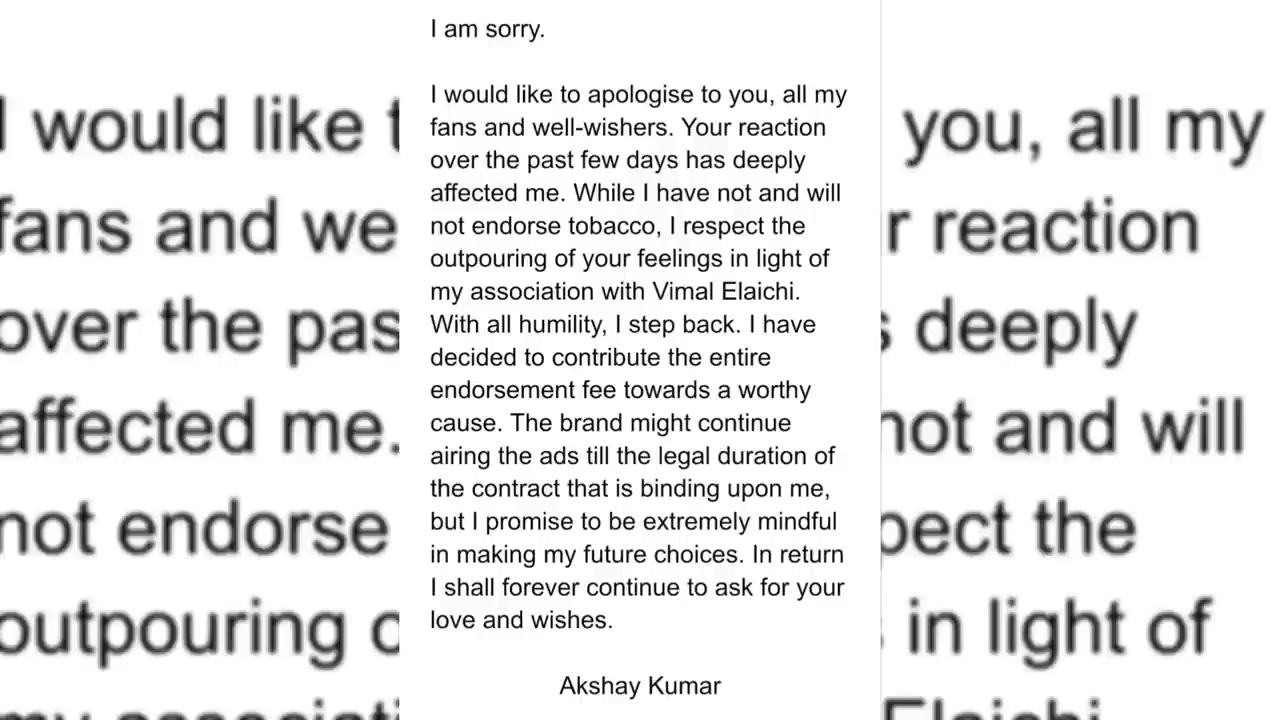 I am sorry.
I would like to apologise to you, all my
fans and well-wishers. Your reaction
over the past few days has deeply
affected me. While I have not and will
not endorse tobacco, I respect the
outpouring of your feelings in light of
my association with Vimal Elaichi.
With all humility, I step back. I have
decided to contribute the entire
endorsement fee towards a worthy
cause. The brand might continue
airing the ads till the legal duration of
the contract that is binding upon me,
but I promise to be extremely mindful
in making my future choices. In return
I shall forever continue to ask for your
love and wishes.
Akshay Kumar